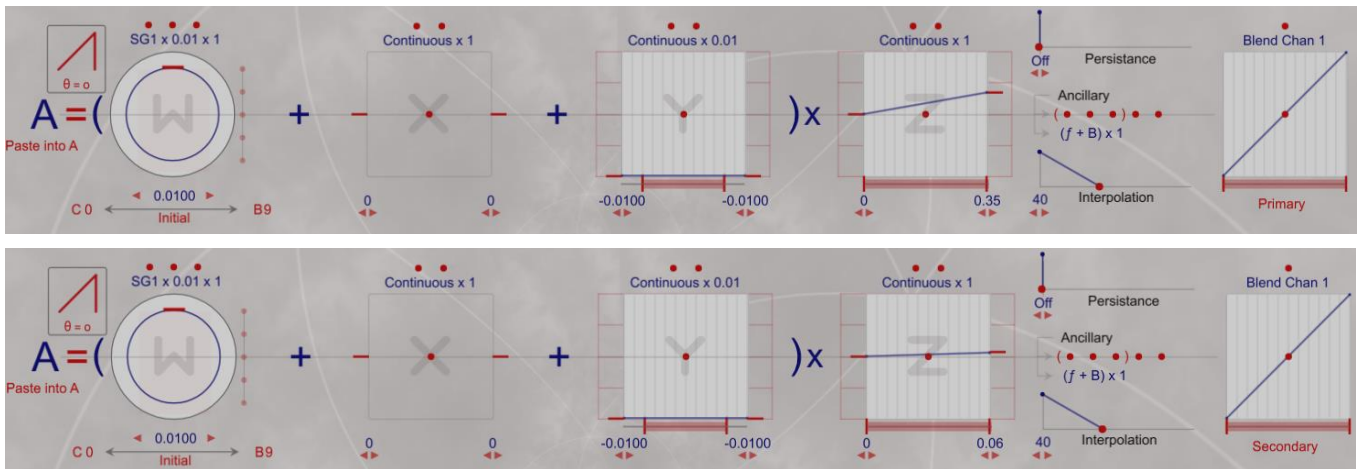 SG1 x 0.01 x 1
Continuous x 1
Continuous x 0.01
Continuous x 1
Blend Chan 1
θ = o
Off
Persistance
A = ( W + X + Y ) x Z
Ancillary
(ƒ + B) x 1
Paste into A
0.0100
C 0
Initial
B9
0
0
-0.0100
-0.0100
0
0.35
40
Interpolation
Primary
SG1 x 0.01 x 1
Continuous x 1
Continuous x 0.01
Continuous x 1
Blend Chan 1
θ = o
Off
Persistance
A = ( W + X + Y ) x Z
Ancillary
(ƒ + B) x 1
Paste into A
0.0100
C 0
Initial
B9
0
0
-0.0100
-0.0100
0
0.06
40
Interpolation
Secondary